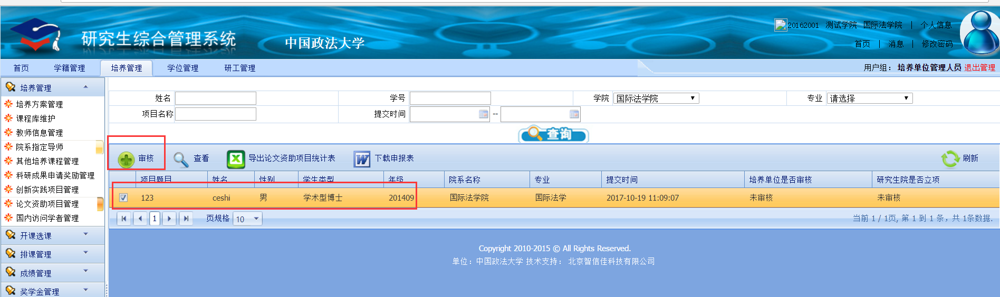 20162001 测试学院 国际法学院 | 个人信息
研究生综合管理系统 中国政法大学
首页 | 消息 | 修改密码
首页 学籍管理 培养管理 学位管理 研工管理 用户组： 培养单位管理人员 退出管理
培养管理
培养方案管理
课程库维护
教师信息管理
院系指定导师
其他培养课程管理
科研成果申请奖励管理
创新实践项目管理
论文资助项目管理
国内访问学者管理
开课选课
排课管理
成绩管理
奖学金管理
姓名 学号 学院 国际法学院 专业 请选择
项目名称 提交时间 --
查询
审核 查看 导出论文资助项目统计表 下载申报表 刷新
项目题目 姓名 性别 学生类型 年级 院系名称 专业 提交时间 培养单位是否审核 研究生院是否立项
123 ceshi 男 学术型博士 201409 国际法学院 国际法学 2017-10-19 11:09:07 未审核 未审核
1 页规格 10 当前 1 / 1页, 第 1 到 1 条，共 1条数据.
Copyright 2010-2015 © All Rights Reserved.
单位：中国政法大学 技术支持： 北京智信佳科技有限公司